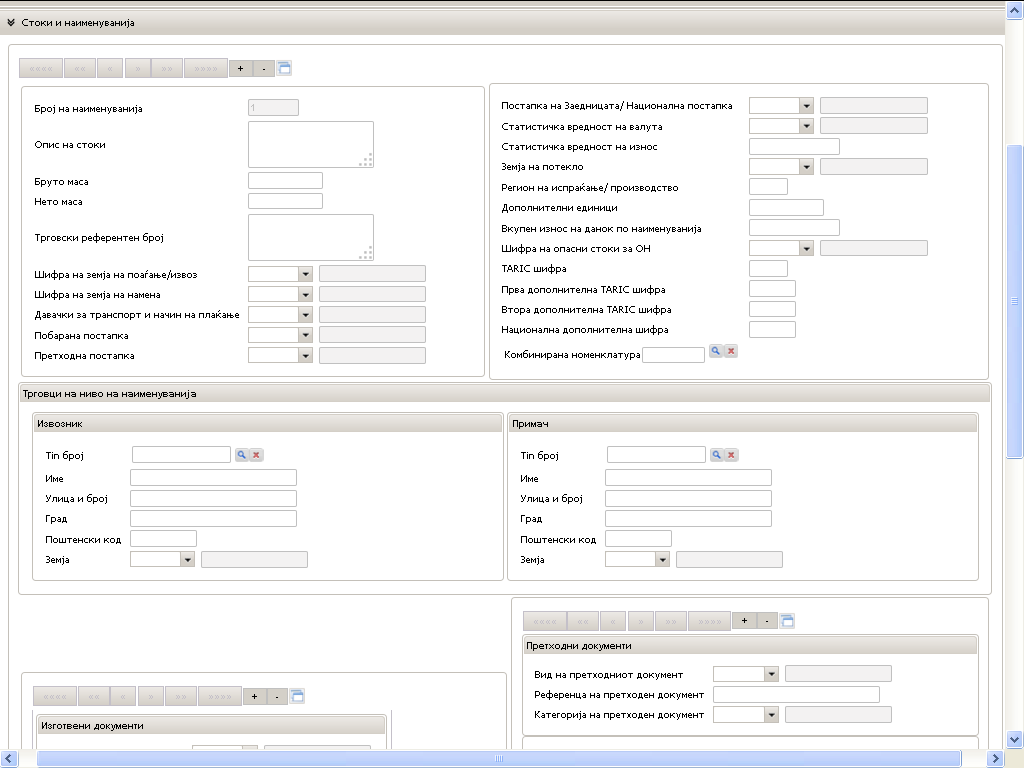 Стоки и наименуванија
«««« «« « » »» »»»» + -
Број на наименуванија 1
Опис на стоки
Бруто маса
Нето маса
Трговски референтен број
Шифра на земја на поаѓање/извоз
Шифра на земја на намена
Давачки за транспорт и начин на плаќање
Побарана постапка
Претходна постапка
Постапка на Заедницата/ Национална постапка
Статистичка вредност на валута
Статистичка вредност на износ
Земја на потекло
Регион на испраќање/ производство
Дополнителни единици
Вкупен износ на данок по наименуванија
Шифра на опасни стоки за ОН
TARIC шифра
Прва дополнителна TARIC шифра
Втора дополнителна TARIC шифра
Национална дополнителна шифра
Комбинирана номенклатура
Трговци на ниво на наименуванија
Извозник
Tin број
Име
Улица и број
Град
Поштенски код
Земја
Примач
Tin број
Име
Улица и број
Град
Поштенски код
Земја
«««« «« « » »» »»»» + -
Претходни документи
Вид на претходниот документ
Референца на претходен документ
Категорија на претходен документ
«««« «« « » »» »»»» + -
Изготвени документи